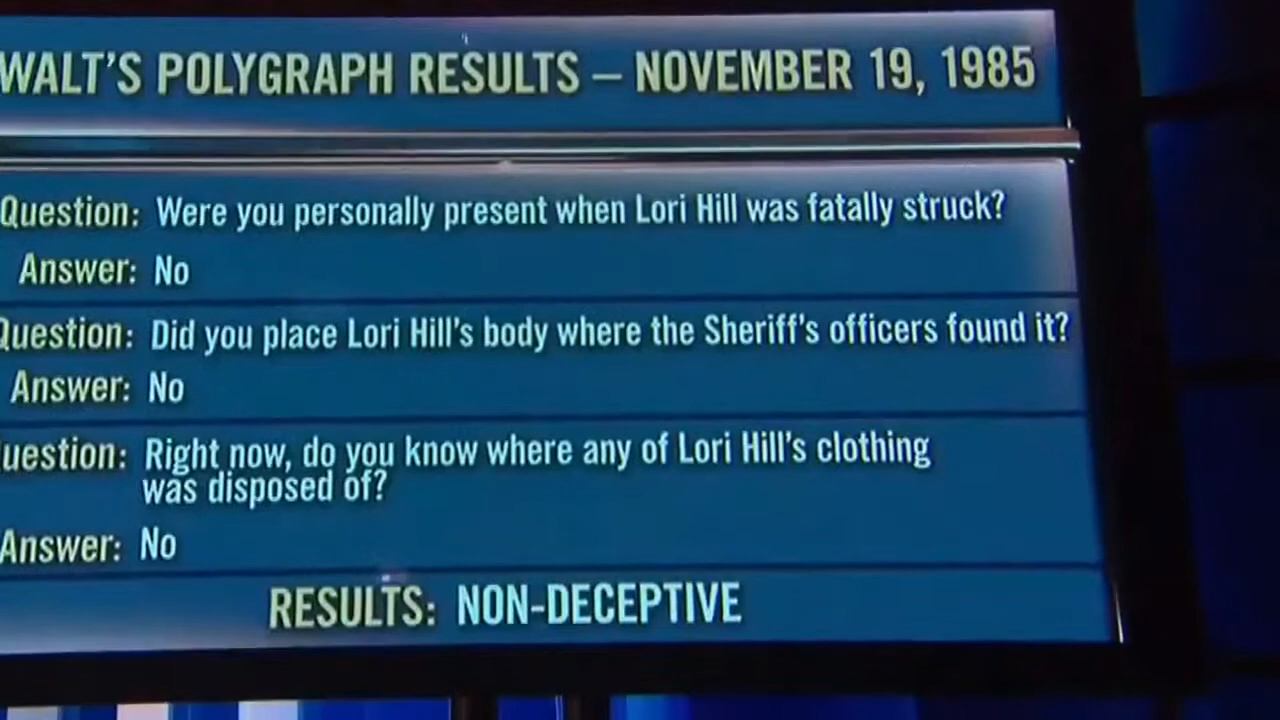 WALT'S POLYGRAPH RESULTS – NOVEMBER 19, 1985
Question: Were you personally present when Lori Hill was fatally struck?
Answer: No
Question: Did you place Lori Hill's body where the Sheriff's officers found it?
Answer: No
uestion: Right now, do you know where any of Lori Hill's clothing
was disposed of?
Answer: No
RESULTS: NON-DECEPTIVE